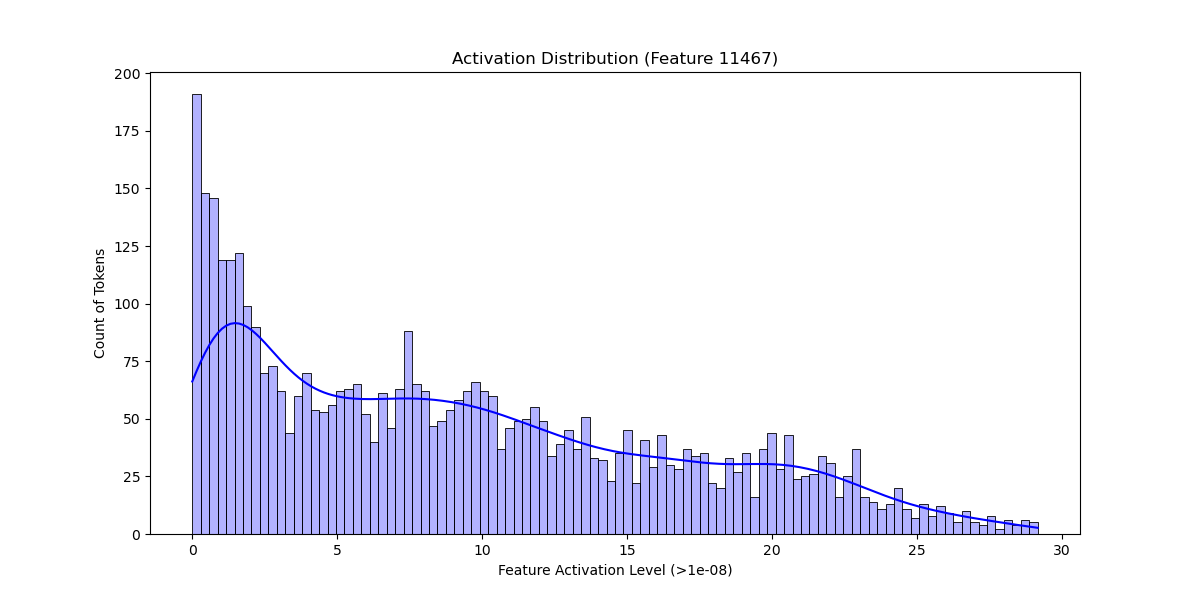 Activation Distribution (Feature 11467)
200
175
150
125
100
75
50
25
0
Count of Tokens
0 5 10 15 20 25 30
Feature Activation Level (>1e-08)